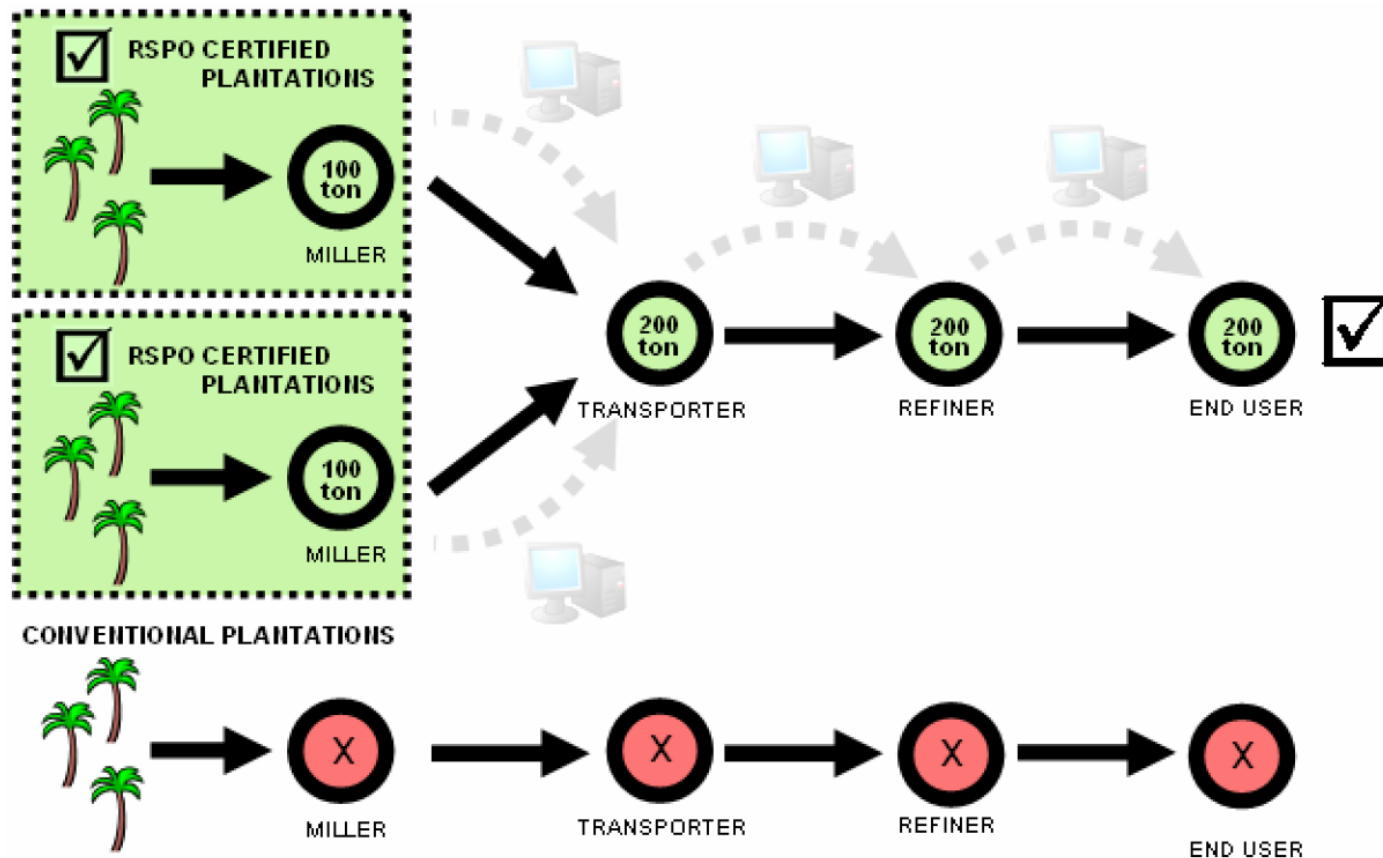 RSPO CERTIFIED
PLANTATIONS
100
ton
MILLER
RSPO CERTIFIED
PLANTATIONS
100
ton
MILLER
200
ton
TRANSPORTER
200
ton
REFINER
200
ton
END USER
CONVENTIONAL PLANTATIONS
X
MILLER
X
TRANSPORTER
X
REFINER
X
END USER